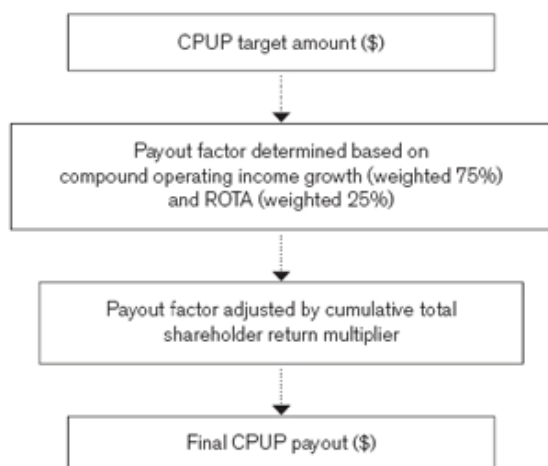 CPUP target amount ($)
Payout factor determined based on
compound operating income growth (weighted 75%)
and ROTA (weighted 25%)
Payout factor adjusted by cumulative total
shareholder return multiplier
Final CPUP payout ($)